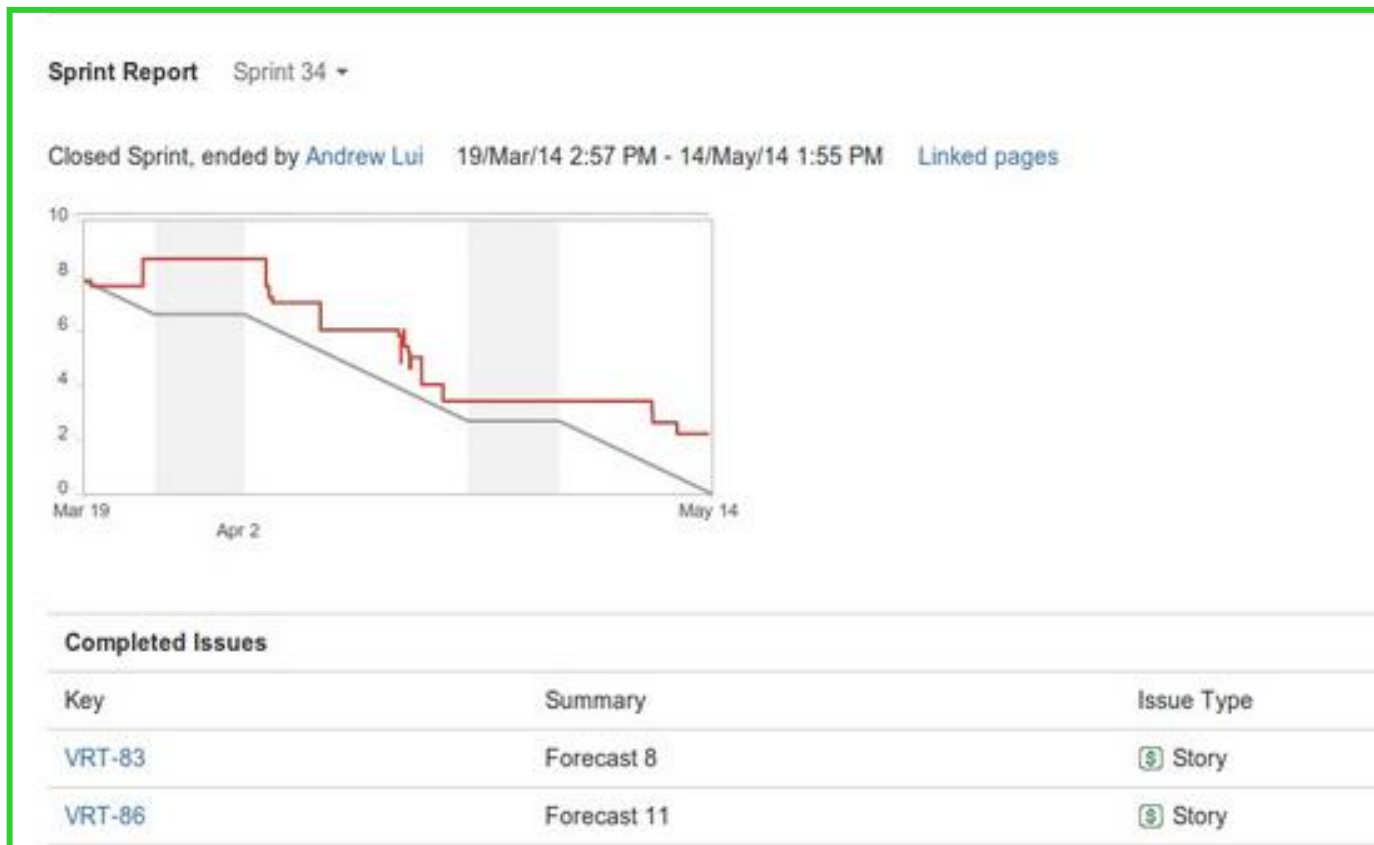 Sprint Report Sprint 34
Closed Sprint, ended by Andrew Lui 19/Mar/14 2:57 PM - 14/May/14 1:55 PM Linked pages
10
8
6
4
2
0
Mar 19 May 14
Apr 2
Completed Issues
Key Summary Issue Type
VRT-83 Forecast 8 $ Story
VRT-86 Forecast 11 $ Story